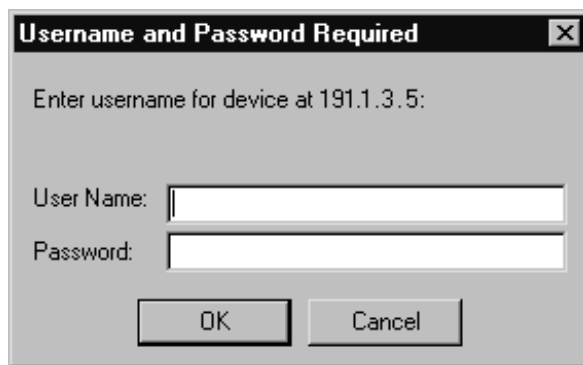 Username and Password Required
Enter username for device at 191.1.3.5:
User Name:
Password:
OK Cancel